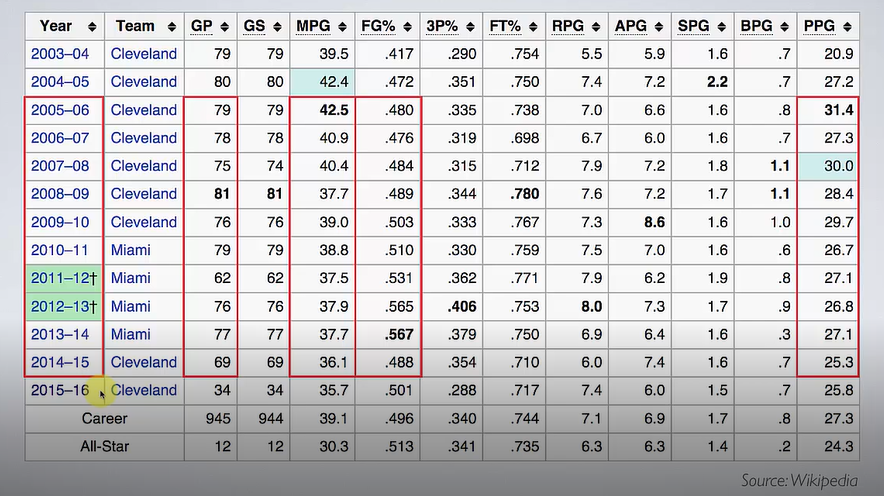 Year Team GP GS MPG FG% 3P% FT% RPG APG SPG BPG PPG
2003–04 Cleveland 79 79 39.5 .417 .290 .754 5.5 5.9 1.6 .7 20.9
2004–05 Cleveland 80 80 42.4 .472 .351 .750 7.4 7.2 2.2 .7 27.2
2005–06 Cleveland 79 79 42.5 .480 .335 .738 7.0 6.6 1.6 .8 31.4
2006–07 Cleveland 78 78 40.9 .476 .319 .698 6.7 6.0 1.6 .7 27.3
2007–08 Cleveland 75 74 40.4 .484 .315 .712 7.9 7.2 1.8 1.1 30.0
2008–09 Cleveland 81 81 37.7 .489 .344 .780 7.6 7.2 1.7 1.1 28.4
2009–10 Cleveland 76 76 39.0 .503 .333 .767 7.3 8.6 1.6 1.0 29.7
2010–11 Miami 79 79 38.8 .510 .330 .759 7.5 7.0 1.6 .6 26.7
2011–12† Miami 62 62 37.5 .531 .362 .771 7.9 6.2 1.9 .8 27.1
2012–13† Miami 76 76 37.9 .565 .406 .753 8.0 7.3 1.7 .9 26.8
2013–14 Miami 77 77 37.7 .567 .379 .750 6.9 6.4 1.6 .3 27.1
2014–15 Cleveland 69 69 36.1 .488 .354 .710 6.0 7.4 1.6 .7 25.3
2015–16 Cleveland 34 34 35.7 .501 .288 .717 7.4 6.0 1.5 .7 25.8
Career 945 944 39.1 .496 .340 .744 7.1 6.9 1.7 .8 27.3
All-Star 12 12 30.3 .513 .341 .735 6.3 6.3 1.4 .2 24.3
Source: Wikipedia